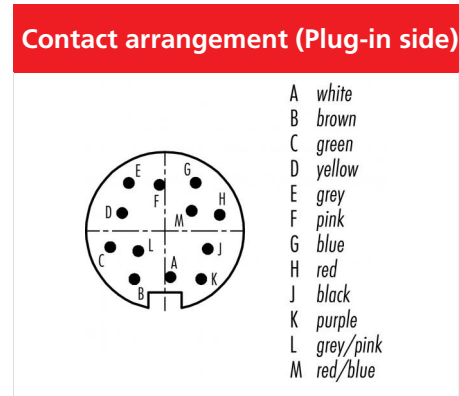 Contact arrangement (Plug-in side)
A white
B brown
C green
D yellow
E grey
F pink
G blue
H red
J black
K purple
L grey/pink
M red/blue
E
G
F
H
D
M
L
J
C
A
K
B